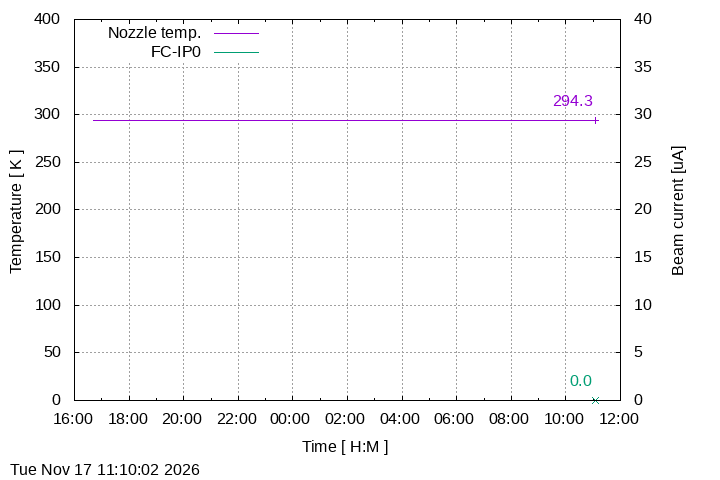 400
350
300
250
200
150
100
50
0
40
35
30
25
20
15
10
5
0
Nozzle temp.
FC-IP0
294.3
0.0
Temperature [ K ]
Beam current [uA]
16:00 18:00 20:00 22:00 00:00 02:00 04:00 06:00 08:00 10:00 12:00
Time [ H:M ]
Tue Nov 17 11:10:02 2026